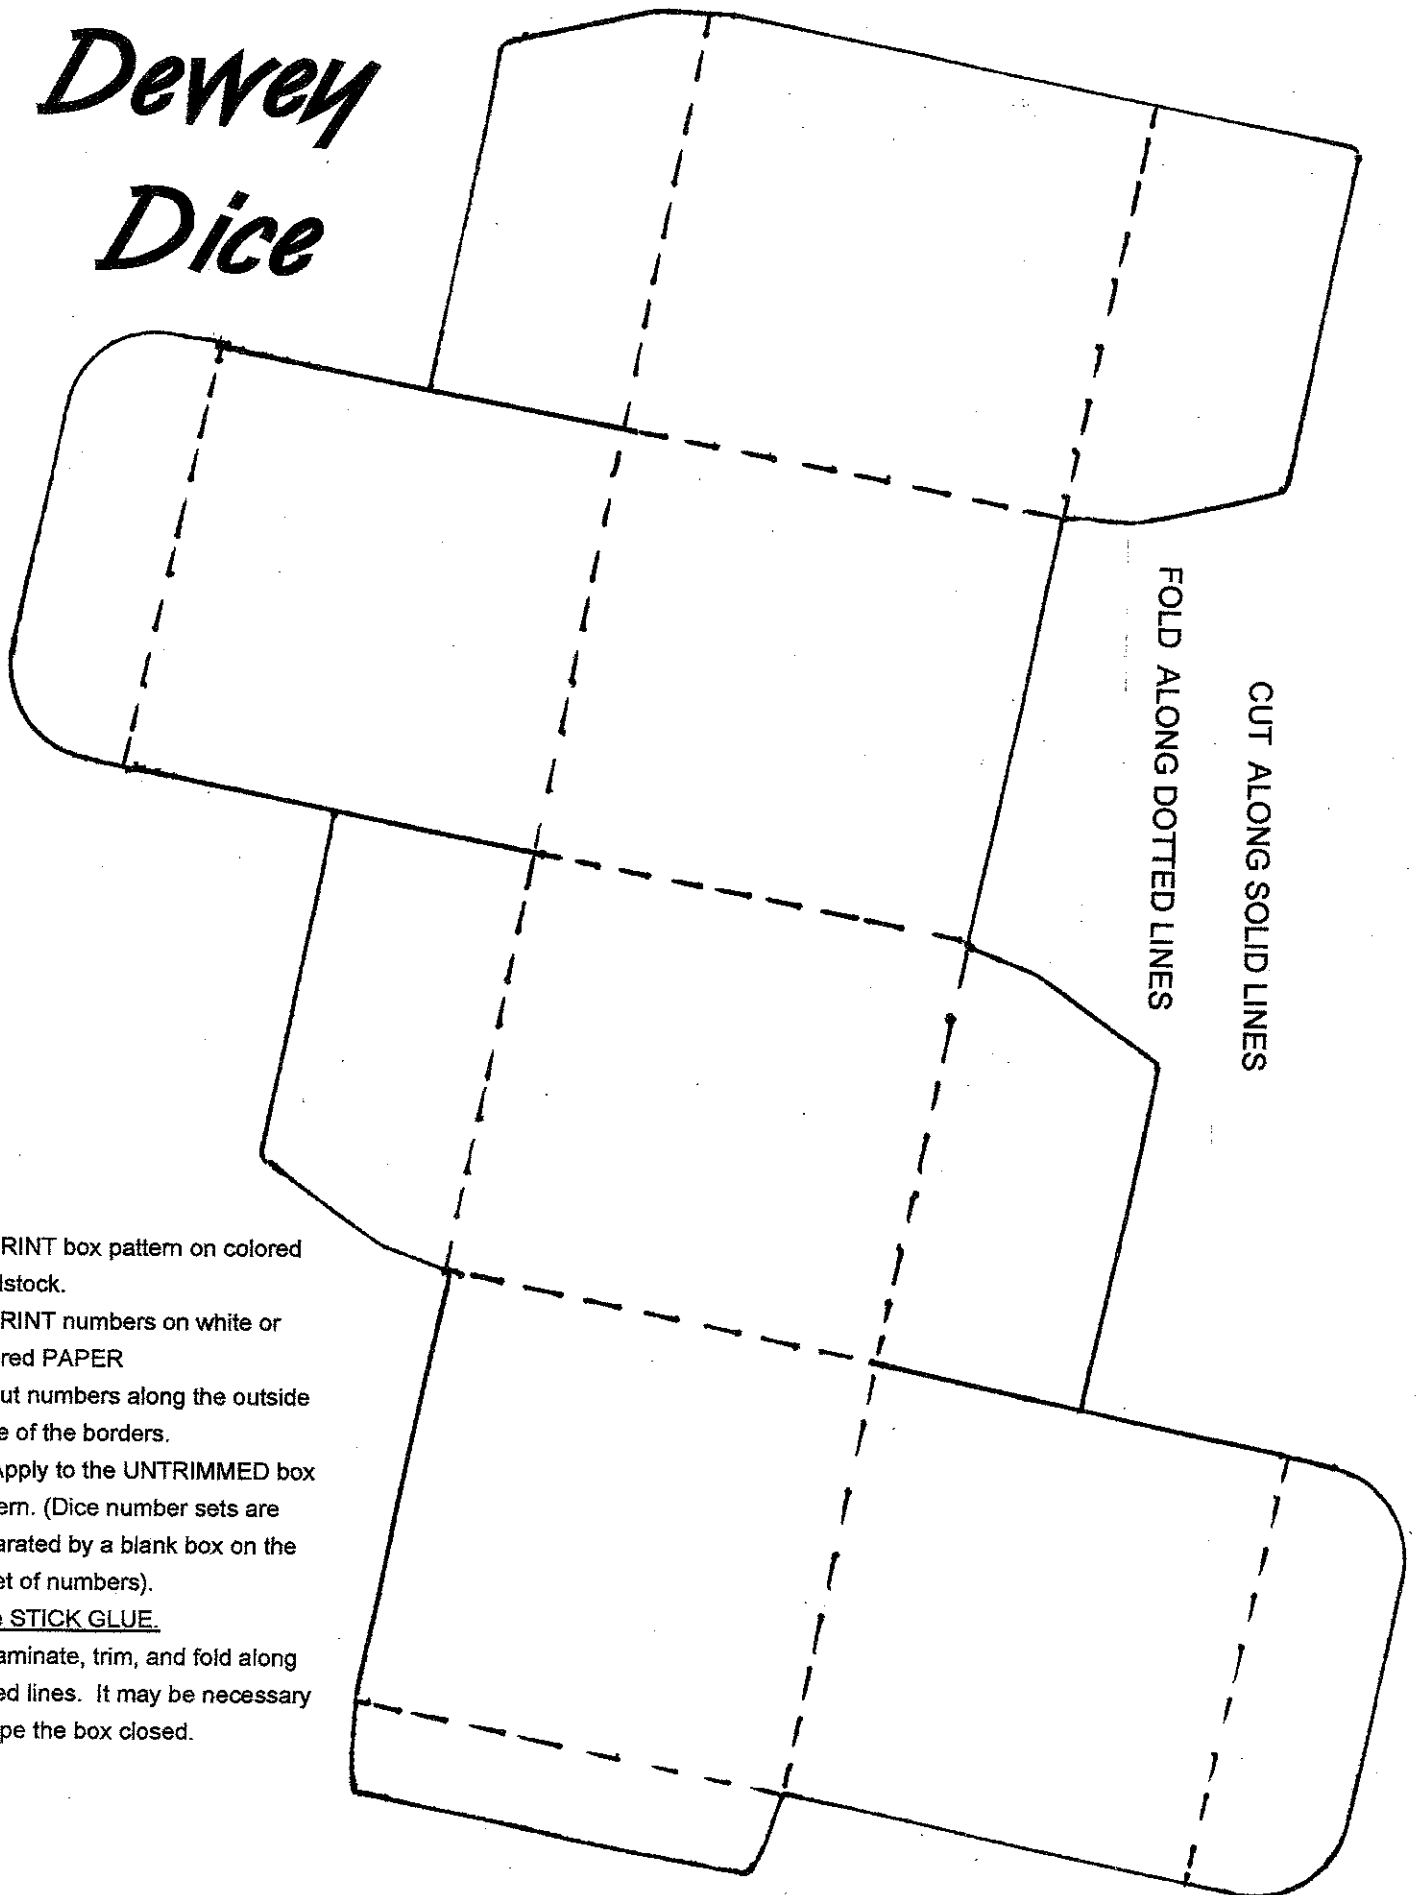 Dewey
Dice
FOLD ALONG DOTTED LINES
CUT ALONG SOLID LINES
RINT box pattern on colored
lstock.
RINT numbers on white or
red PAPER
ut numbers along the outside
e of the borders.
Apply to the UNTRIMMED box
ern. (Dice number sets are
arated by a blank box on the
et of numbers).
e STICK GLUE.
aminate, trim, and fold along
ed lines. It may be necessary
pe the box closed.